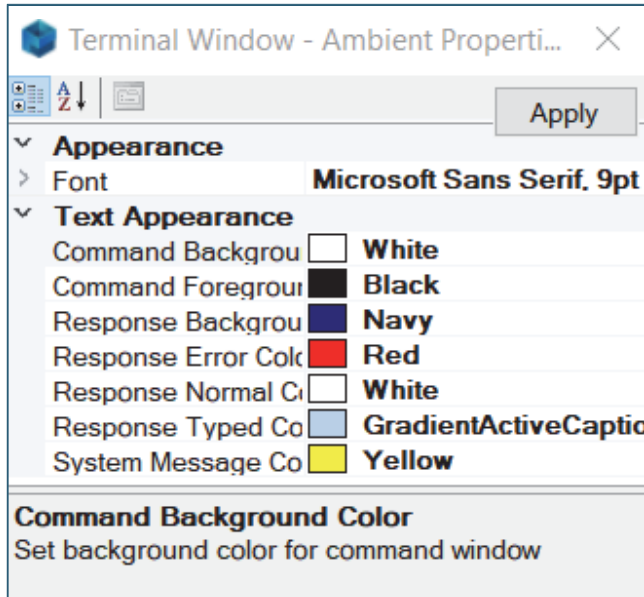 Terminal Window - Ambient Properti...
A
Z
Apply
Appearance
Font Microsoft Sans Serif, 9pt
Text Appearance
Command Backgrou White
Command Foregrour Black
Response Backgrou Navy
Response Error Colc Red
Response Normal C White
Response Typed Co GradientActiveCaptio
System Message Co Yellow
Command Background Color
Set background color for command window